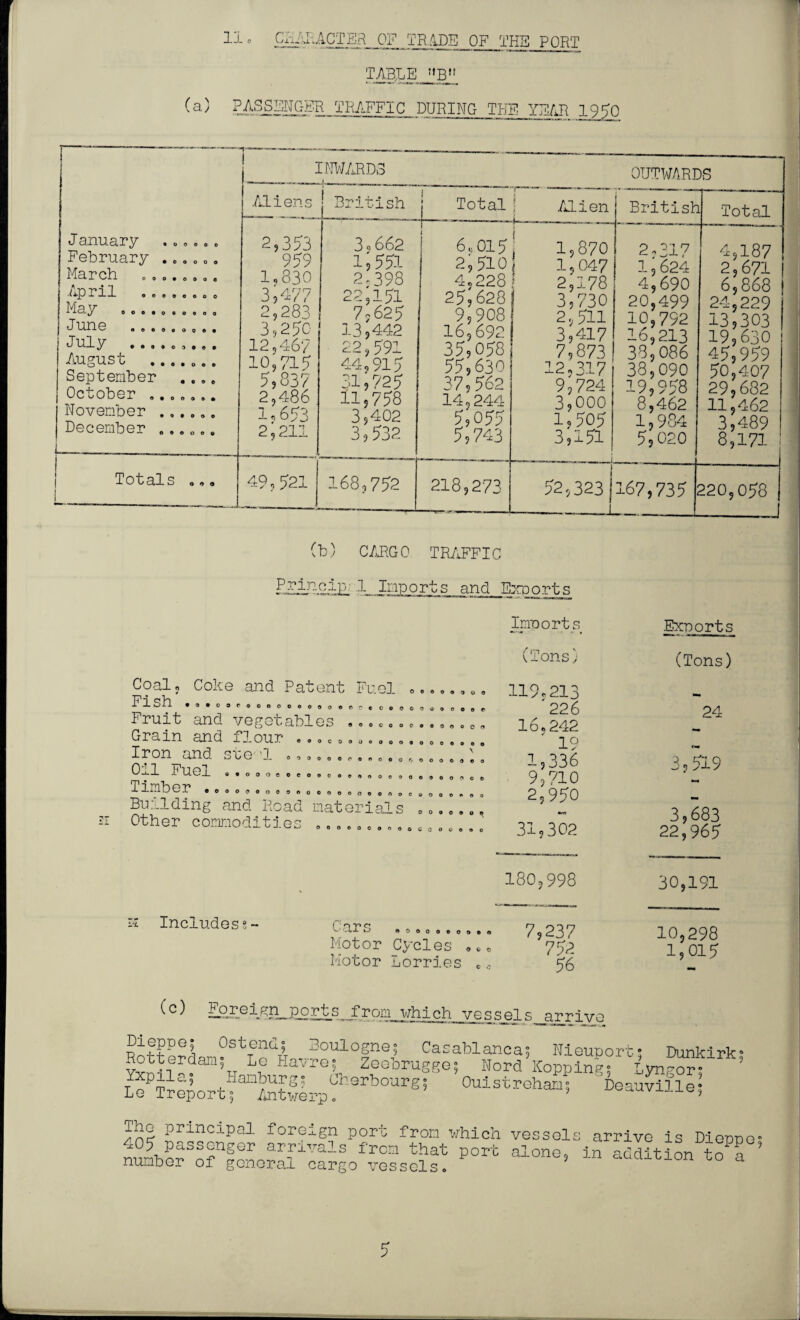 11. CHARACTER OF TRADE OF THE PORT
TABLE "B"
(a) PASSENGER TRAFFIC DURING THE YEAR 1950
INWARDS OUTWARDS
Aliens British Total Alien British Total
January ...... 2,353 3,662 6,015 1,870 2,317 4,187
February ...... 959 1,551 2,510 1,047 1,624 2,671
March ........ 1,830 2,398 4,228 2,178 4,690 6,868
April ........ 3,477 22,151 25,628 3,730 20,499 24,229
May .......... 2,283 7,625 9,908 2,511 10,792 13,303
June ......... 3,250 13,442 16,692 3,417 16,213 19,630
July ......... 12,467 22,591 35,058 7,873 38,086 45,959
August ....... 10,715 44,915 55,630 12,317 38,090 50,407
September .... 5,837 31,725 37,562 9,724 19,958 29,682
October ....... 2,486 11,758 14,244 3,000 8,462 11,462
November ...... 1,653 3,402 5,055 1,505 1,984 3,489
December ...... 2,211 3,532 5,743 3,151 5,020 8,171
Totals ... 49,521 168,752 218,273 52,323 167,735 220,058
(b) CARGO TRAFFIC
Principal Imports and Exports
Imports Exports
(Tons) (Tons)
Coal, Coke and Patent Fuel ........ 119,213 -
Fish ........................ 226 24
Fruit and vegetables .............. 16,242 -
Grain and flour ................... 19 -
Iron and steel .................... 1,336 3,519
Oil Fuel .......................... 9,710 -
Timber ............................ 2,950 -
Building and Road materials ....... - 3,683
Other commodities ................. 31,302 22,965
180,998 30,191
Includes:- Cars .......... 7,237 10,298
Motor Cycles ... 752 1,015
Motor Lorries .. 56 -
(c) Foreign ports from which vessels arrive
Dieppe; Ostend; Boulogne; Casablanca; Nieuport; Dunkirk;
Rotterdam; Le Havre; Zeebrugge; Nord Kopping; Lyngor;
Yxpila; Hamburg; Cherbourg; Ouistreham; Deauville;
Le Treport; Antwerp.
The principal foreign port from which vessels arrive is Dieppe;
405 passenger arrivals from that port alone, in addition to a
number of general cargo vessels.
5